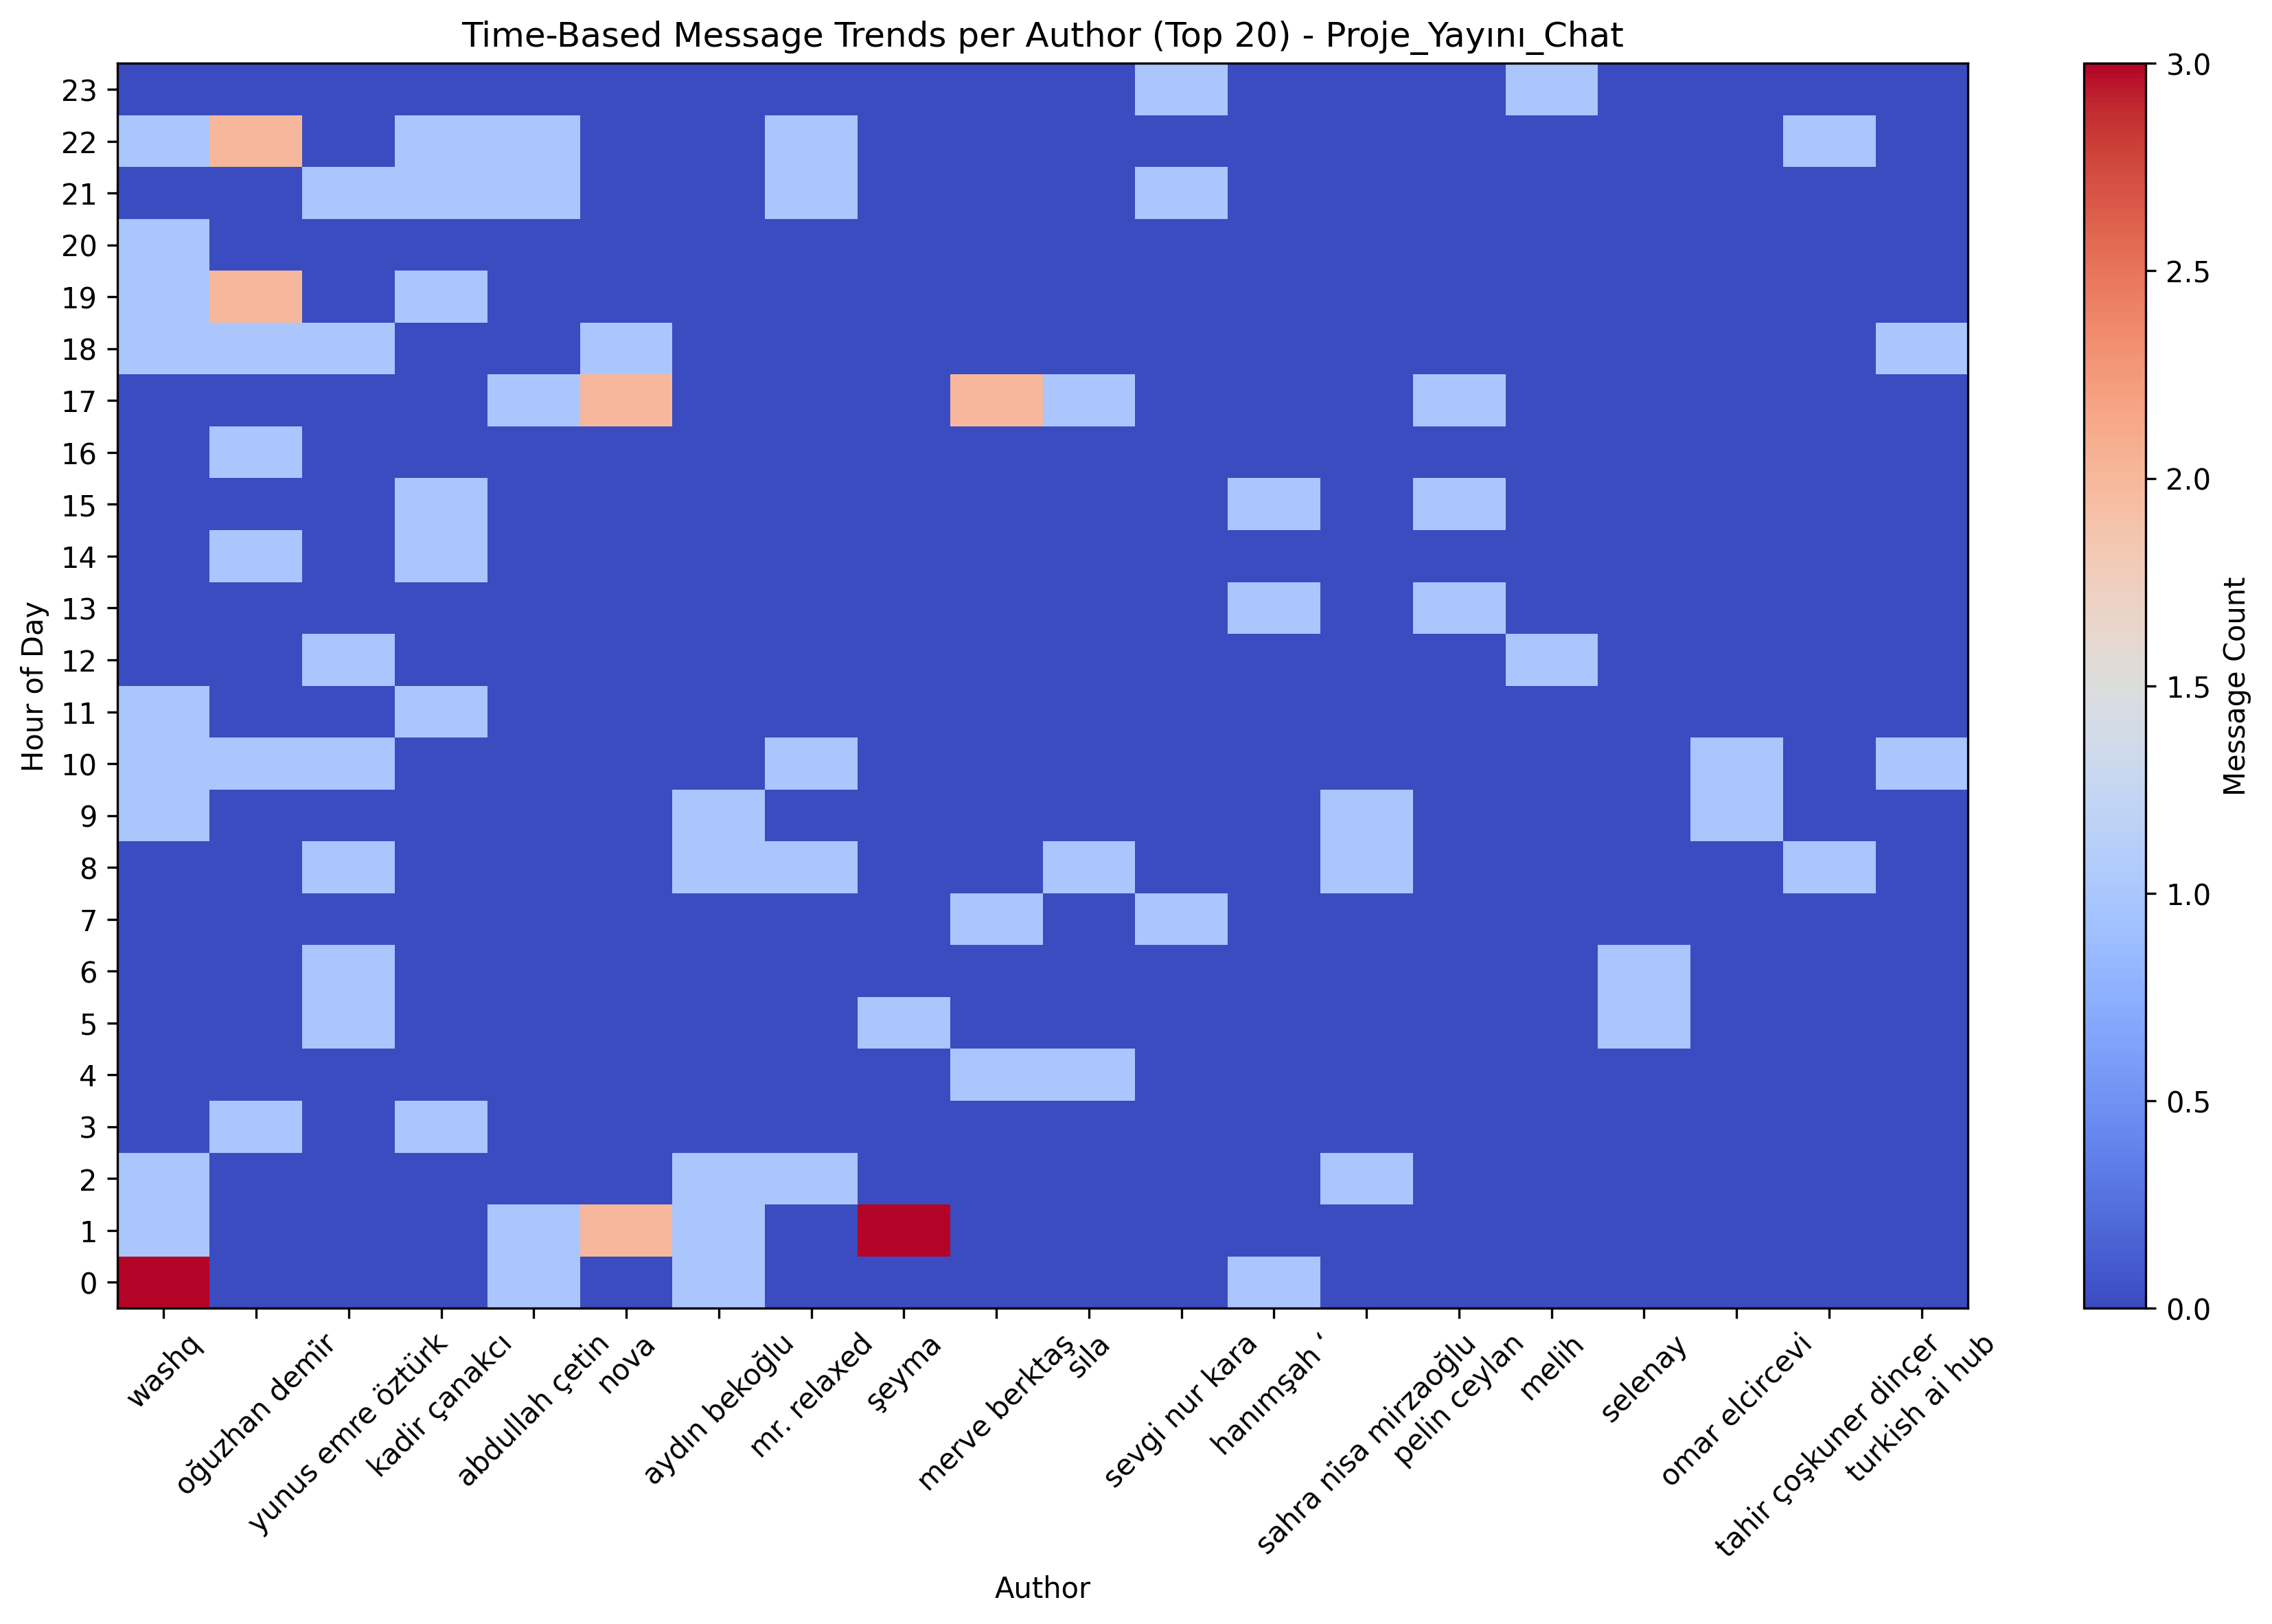 Time-Based Message Trends per Author (Top 20) - Proje_Yayını_Chat
23
22
21
20
19
18
17
16
15
14
13
12
11
10
9
8
7
6
5
4
3
2
1
0
Hour of Day
washq
oğuzhan demi̇r
yunus emre öztürk
kadir çanakcı
abdullah çetin
nova
aydın bekoğlu
mr. relaxed
şeyma
merve berktaş
sıla
sevgi nur kara
hanımşah ‘
sahra ni̇sa mirzaoğlu
pelin ceylan
melih
selenay
omar elcircevi
tahir çoşkuner dinçer
turkish ai hub
Author
3.0
2.5
2.0
1.5
1.0
0.5
0.0
Message Count